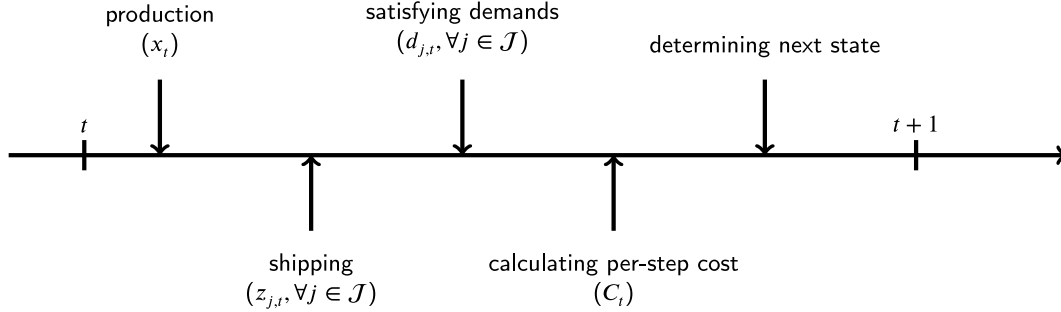 production
(x_t)
satisfying demands
(d_{j,t}, ∀j ∈ 𝒥)
determining next state
t
t + 1
shipping
(z_{j,t}, ∀j ∈ 𝒥)
calculating per-step cost
(C_t)